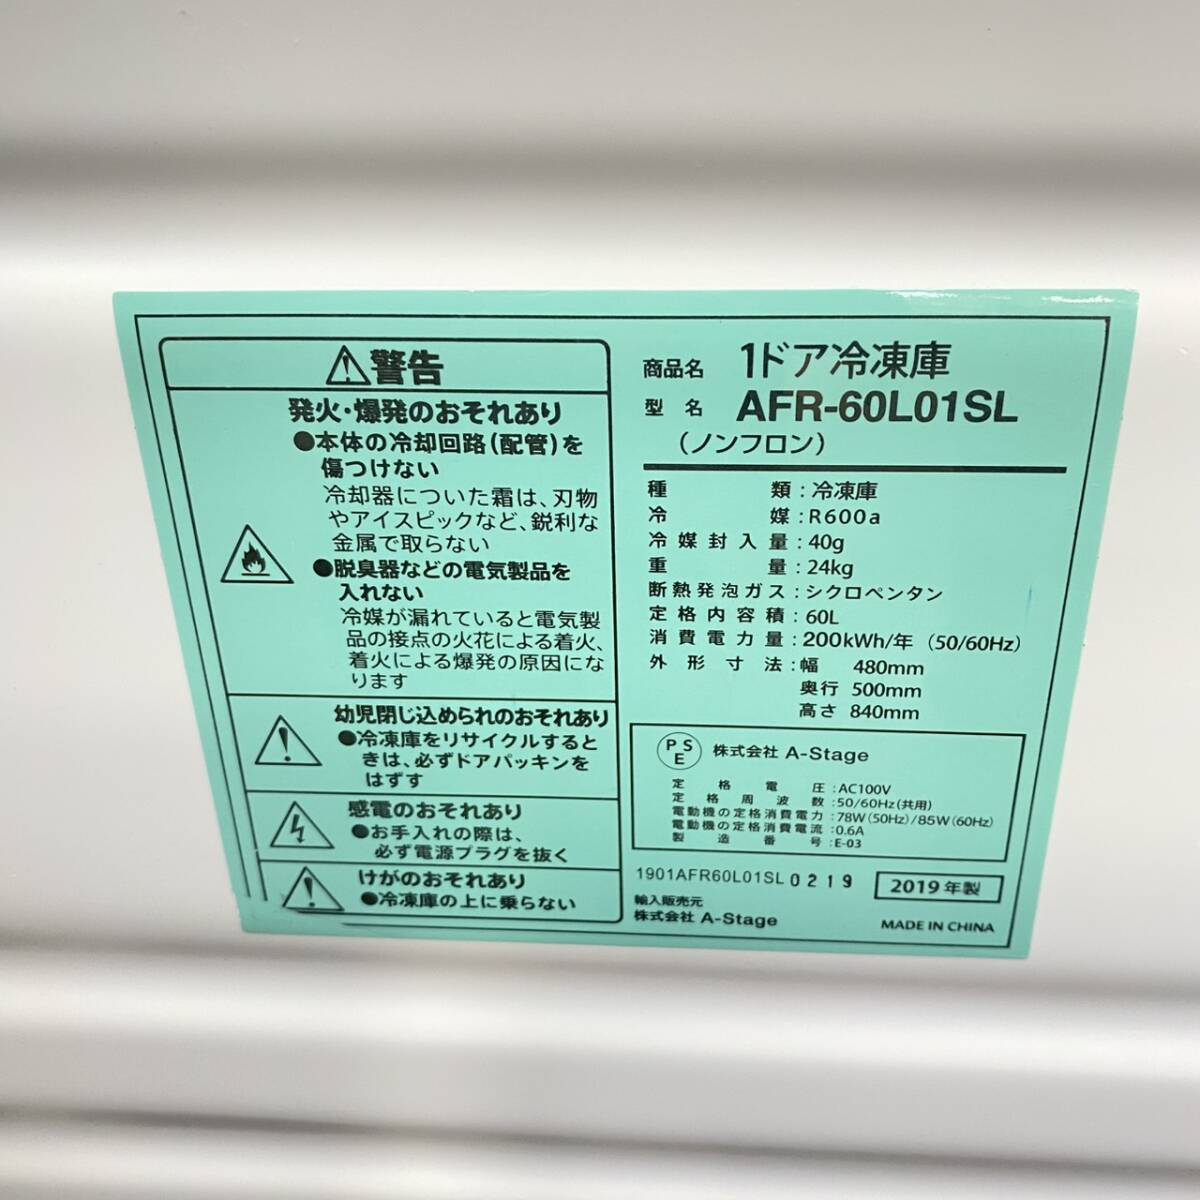 警告
発火・爆発のおそれあり
●本体の冷却回路(配管)を
傷つけない
冷却器についた霜は、刃物
やアイスピックなど、鋭利な
金属で取らない
●脱臭器などの電気製品を
入れない
冷媒が漏れていると電気製
品の接点の火花による着火、
着火による爆発の原因にな
ります
幼児閉じ込められのおそれあり
●冷凍庫をリサイクルすると
きは、必ずドアパッキンを
はずす
感電のおそれあり
●お手入れの際は、
必ず電源プラグを抜く
けがのおそれあり
●冷凍庫の上に乗らない
商品名 1ドア冷凍庫
型名 AFR-60L01SL
(ノンフロン)
種類:冷凍庫
冷媒:R600a
冷媒封入量:40g
重量:24kg
断熱発泡ガス:シクロペンタン
定格内容積:60L
消費電力量:200kWh/年 (50/60Hz)
外形寸法:幅 480mm
奥行 500mm
高さ 840mm
PSE 株式会社 A-Stage
定格電圧:AC100V
定格周波数:50/60Hz(共用)
電動機の定格消費電力:78W(50Hz)/85W(60Hz)
電動機の定格消費電流:0.6A
製造番号:E-03
1901AFR60L01SL0219 2019年製
輸入販売元
株式会社 A-Stage
MADE IN CHINA